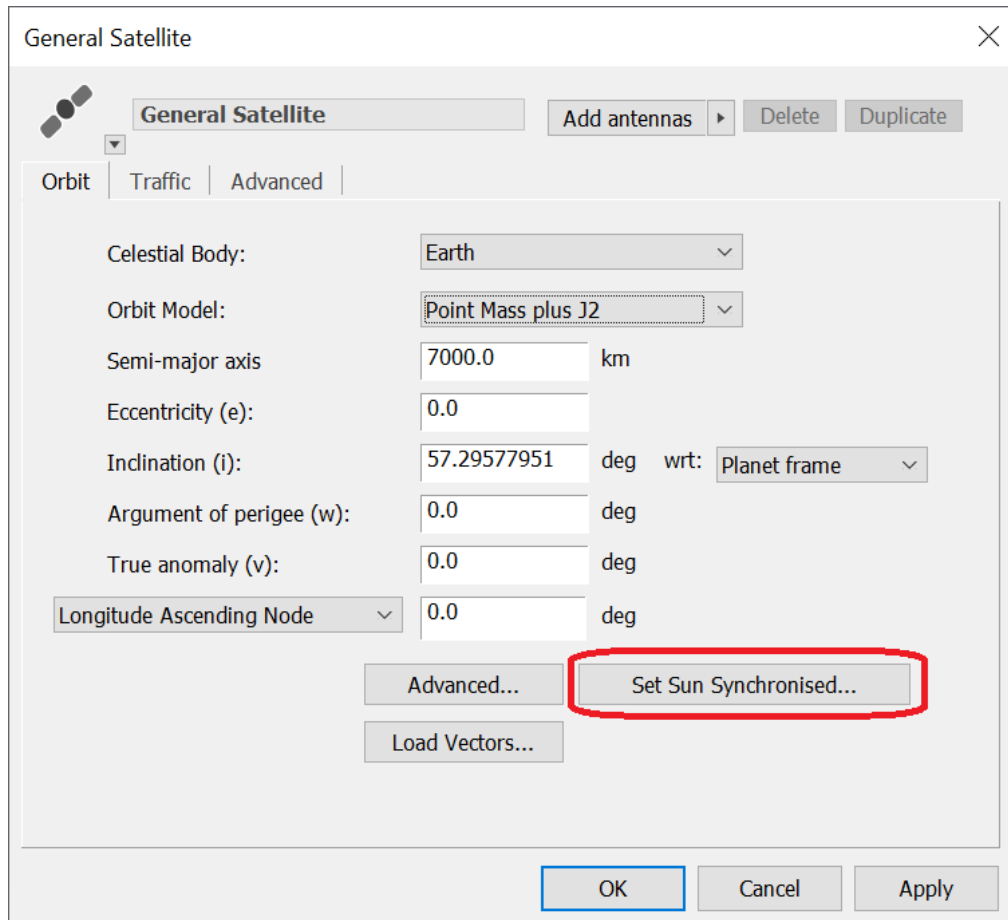 General Satellite
General Satellite Add antennas Delete Duplicate
Orbit Traffic Advanced
Celestial Body: Earth
Orbit Model: Point Mass plus J2
Semi-major axis 7000.0 km
Eccentricity (e): 0.0
Inclination (i): 57.29577951 deg wrt: Planet frame
Argument of perigee (w): 0.0 deg
True anomaly (v): 0.0 deg
Longitude Ascending Node 0.0 deg
Advanced... Set Sun Synchronised...
Load Vectors...
OK Cancel Apply